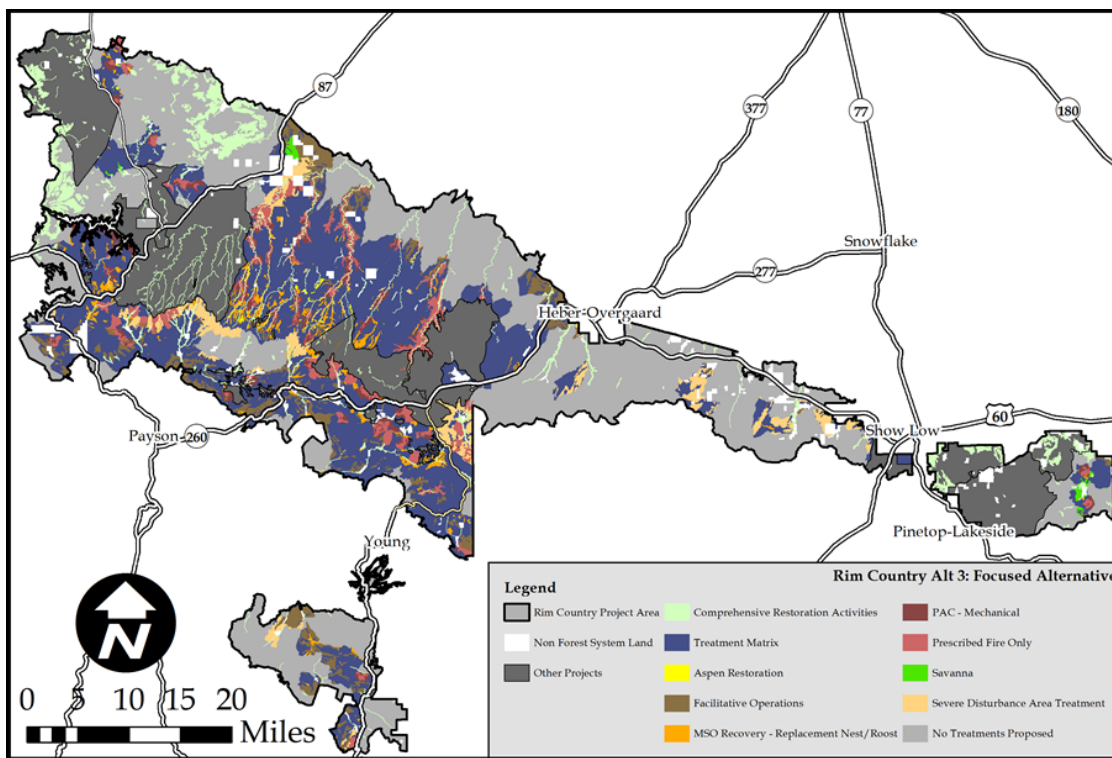 87
377
77
180
Snowflake
277
Heber-Overgaard
Payson
260
Show Low
60
Pinetop-Lakeside
Young
N
0 5 10 15 20
Miles
Rim Country Alt 3: Focused Alternative
Legend
Rim Country Project Area
Non Forest System Land
Other Projects
Comprehensive Restoration Activities
Treatment Matrix
Aspen Restoration
Facilitative Operations
MSO Recovery - Replacement Nest/Roost
PAC - Mechanical
Prescribed Fire Only
Savanna
Severe Disturbance Area Treatment
No Treatments Proposed